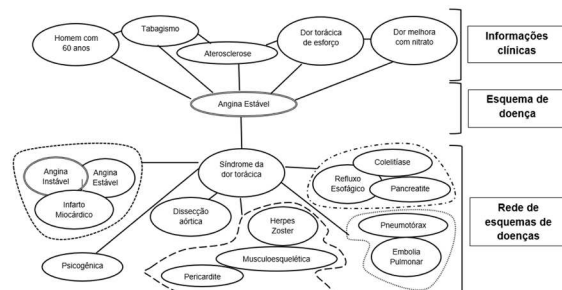 Homem com
60 anos
Tabagismo
Aterosclerose
Dor torácica
de esforço
Dor melhora
com nitrato
Informações
clínicas
Angina Estável
Esquema de
doença
Angina
Instável
Angina
Estável
Infarto
Miocárdico
Síndrome da
dor torácica
Colelitíase
Refluxo
Esofágico
Pancreatite
Dissecção
aórtica
Herpes
Zoster
Pneumotórax
Rede de
esquemas de
doenças
Psicogênica
Musculoesquelética
Embolia
Pulmonar
Pericardite